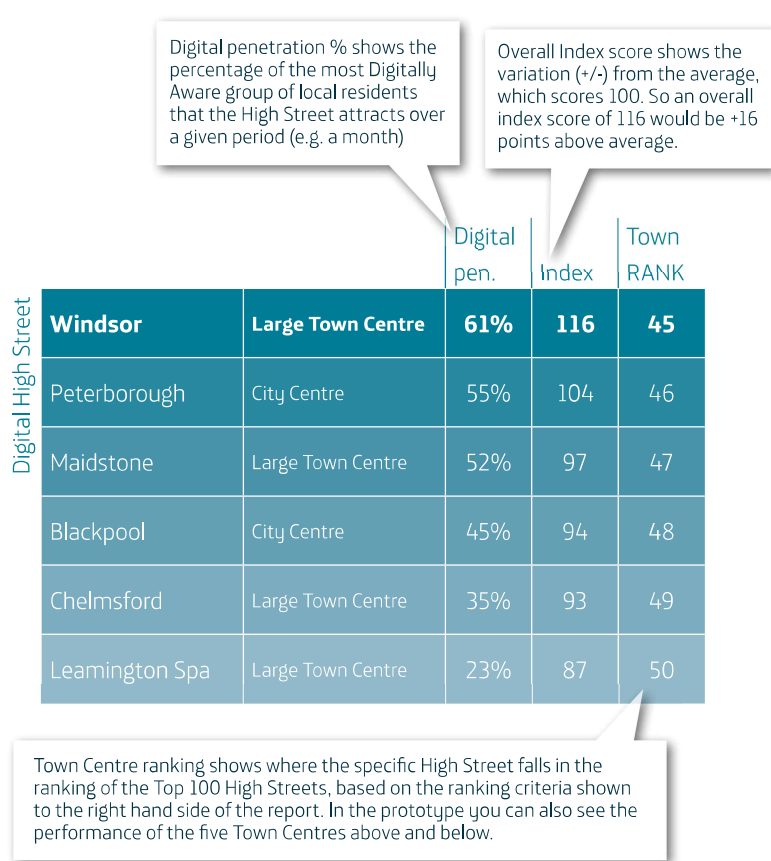 Digital penetration % shows the
percentage of the most Digitally
Aware group of local residents
that the High Street attracts over
a given period (e.g. a month)
Overall Index score shows the
variation (+/-) from the average,
which scores 100. So an overall
index score of 116 would be +16
points above average.
Digital pen. Index Town RANK
Digital High Street
Windsor Large Town Centre 61% 116 45
Peterborough City Centre 55% 104 46
Maidstone Large Town Centre 52% 97 47
Blackpool City Centre 45% 94 48
Chelmsford Large Town Centre 35% 93 49
Leamington Spa Large Town Centre 23% 87 50
Town Centre ranking shows where the specific High Street falls in the
ranking of the Top 100 High Streets, based on the ranking criteria shown
to the right hand side of the report. In the prototype you can also see the
performance of the five Town Centres above and below.